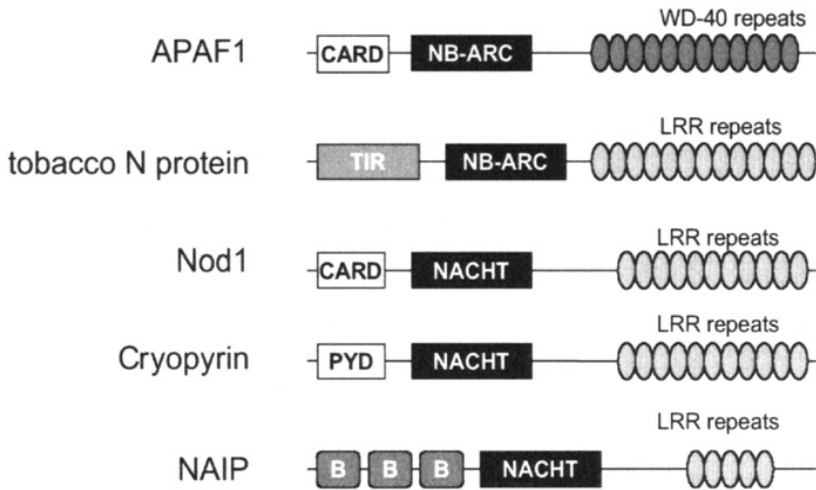 WD-40 repeats
APAF1 CARD NB-ARC
LRR repeats
tobacco N protein TIR NB-ARC
LRR repeats
Nod1 CARD NACHT
LRR repeats
Cryopyrin PYD NACHT
LRR repeats
NAIP B B B NACHT